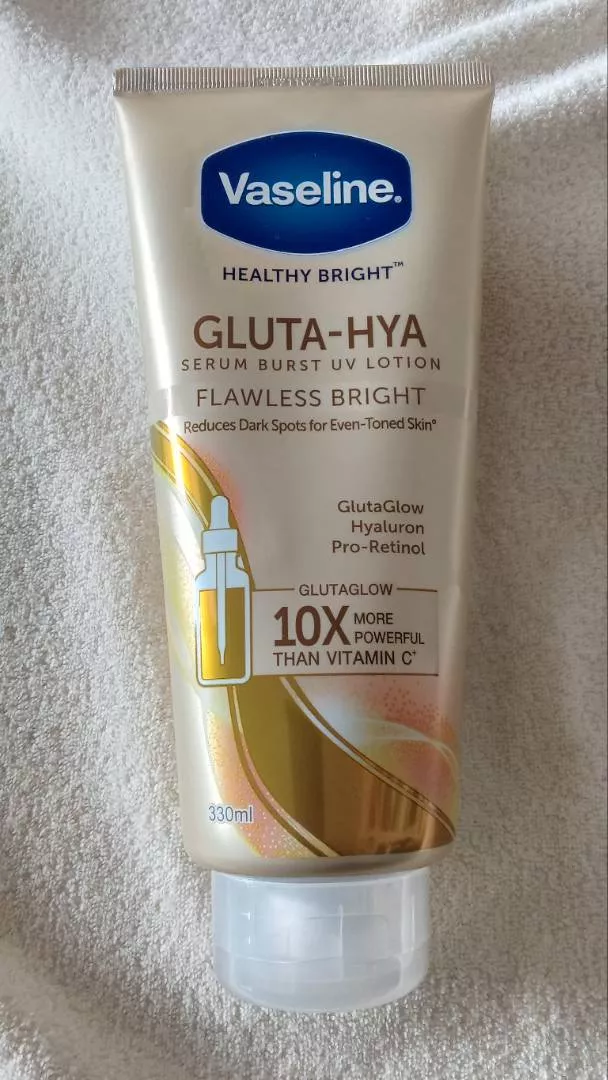 Vaseline.
HEALTHY BRIGHT™
GLUTA-HYA
SERUM BURST UV LOTION
FLAWLESS BRIGHT
Reduces Dark Spots for Even-Toned Skin°
GlutaGlow
Hyaluron
Pro-Retinol
GLUTAGLOW
10X MORE
POWERFUL
THAN VITAMIN C⁺
330ml